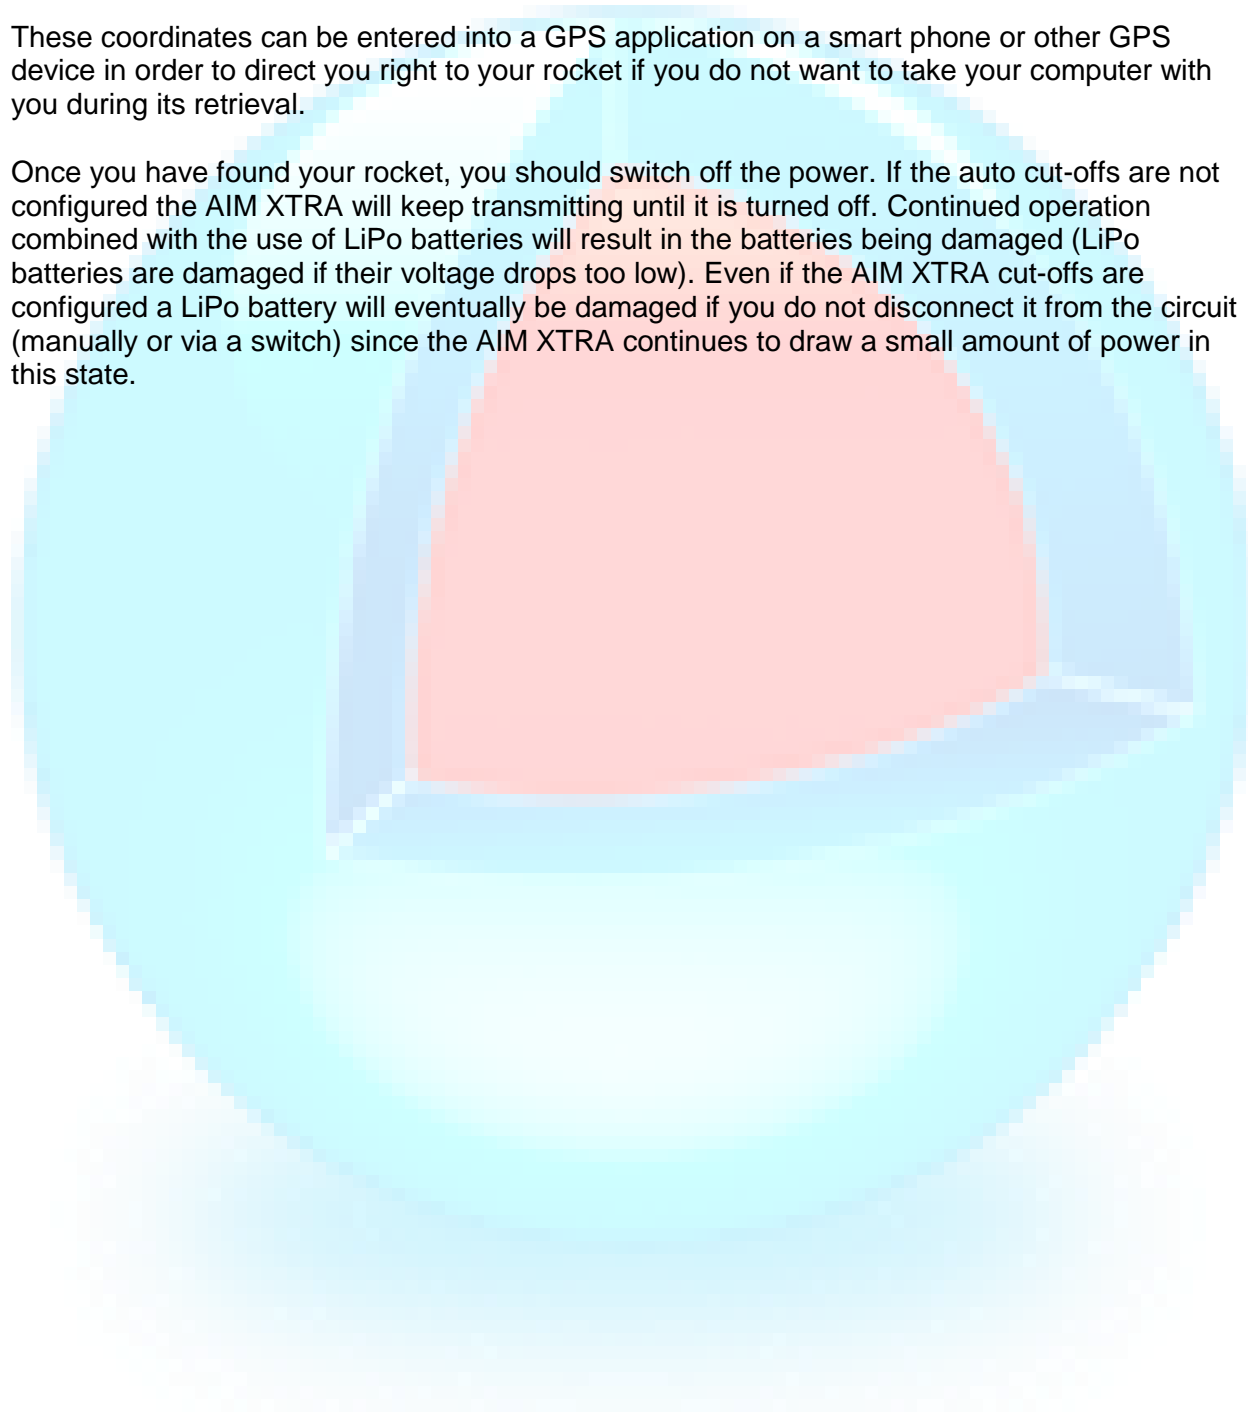 These coordinates can be entered into a GPS application on a smart phone or other GPS
device in order to direct you right to your rocket if you do not want to take your computer with
you during its retrieval.
Once you have found your rocket, you should switch off the power. If the auto cut-offs are not
configured the AIM XTRA will keep transmitting until it is turned off. Continued operation
combined with the use of LiPo batteries will result in the batteries being damaged (LiPo
batteries are damaged if their voltage drops too low). Even if the AIM XTRA cut-offs are
configured a LiPo battery will eventually be damaged if you do not disconnect it from the circuit
(manually or via a switch) since the AIM XTRA continues to draw a small amount of power in
this state.